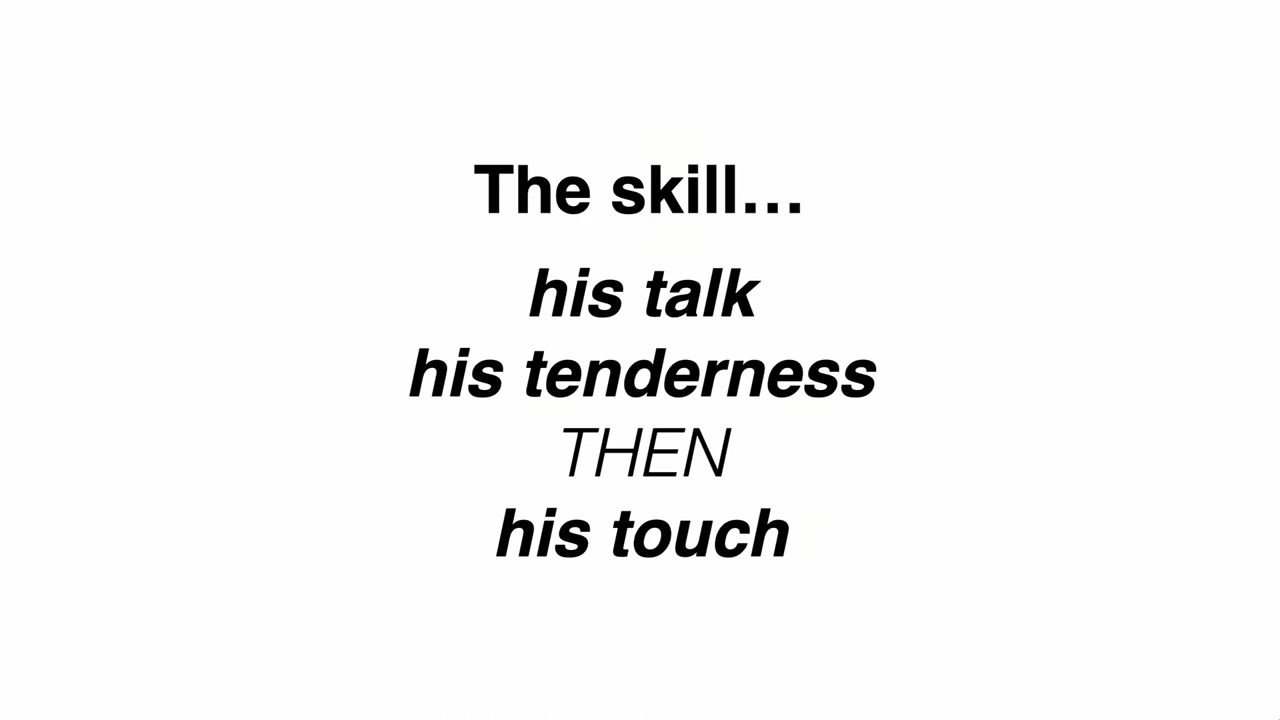 The skill…
his talk
his tenderness
THEN
his touch